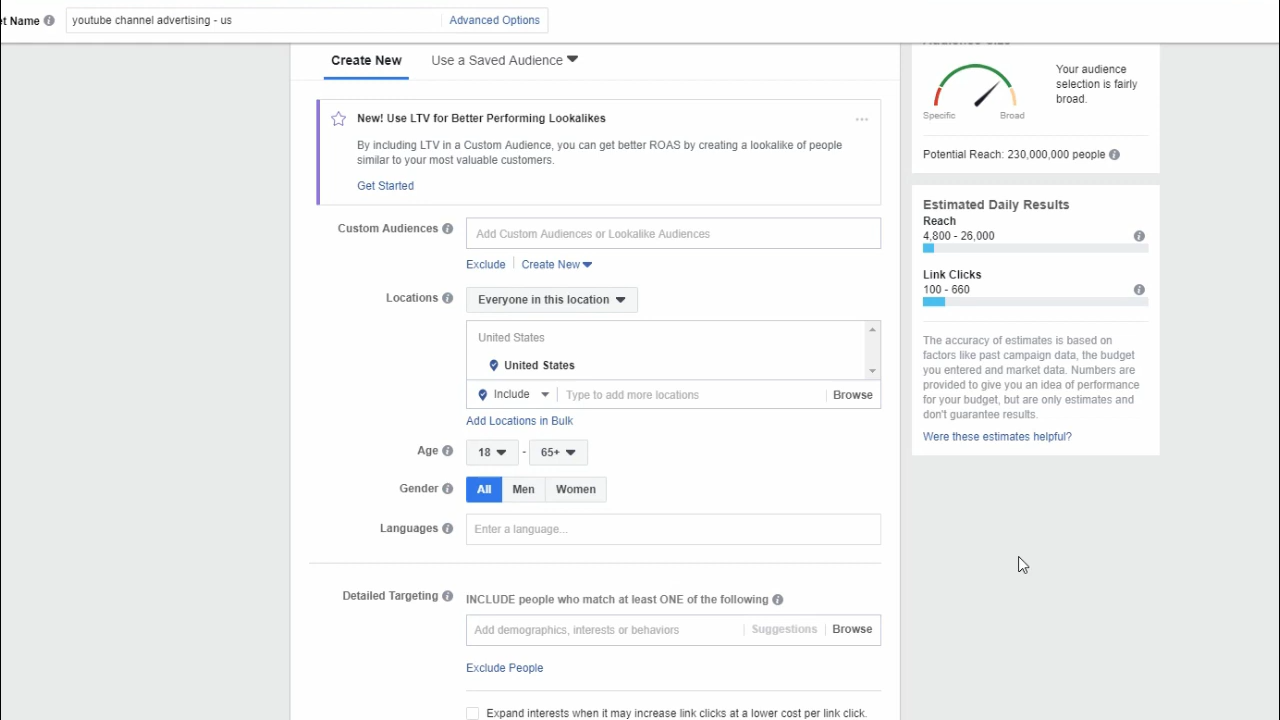 et Name youtube channel advertising - us Advanced Options
Create New Use a Saved Audience
New! Use LTV for Better Performing Lookalikes
By including LTV in a Custom Audience, you can get better ROAS by creating a lookalike of people
similar to your most valuable customers.
Get Started
Custom Audiences Add Custom Audiences or Lookalike Audiences
Exclude Create New
Locations Everyone in this location
United States
United States
Include Type to add more locations Browse
Add Locations in Bulk
Age 18 - 65+
Gender All Men Women
Languages Enter a language...
Detailed Targeting INCLUDE people who match at least ONE of the following
Add demographics, interests or behaviors Suggestions Browse
Exclude People
Expand interests when it may increase link clicks at a lower cost per link click.
Audience Size
Your audience
selection is fairly
broad.
Specific Broad
Potential Reach: 230,000,000 people
Estimated Daily Results
Reach
4,800 - 26,000
Link Clicks
100 - 660
The accuracy of estimates is based on
factors like past campaign data, the budget
you entered and market data. Numbers are
provided to give you an idea of performance
for your budget, but are only estimates and
don't guarantee results.
Were these estimates helpful?